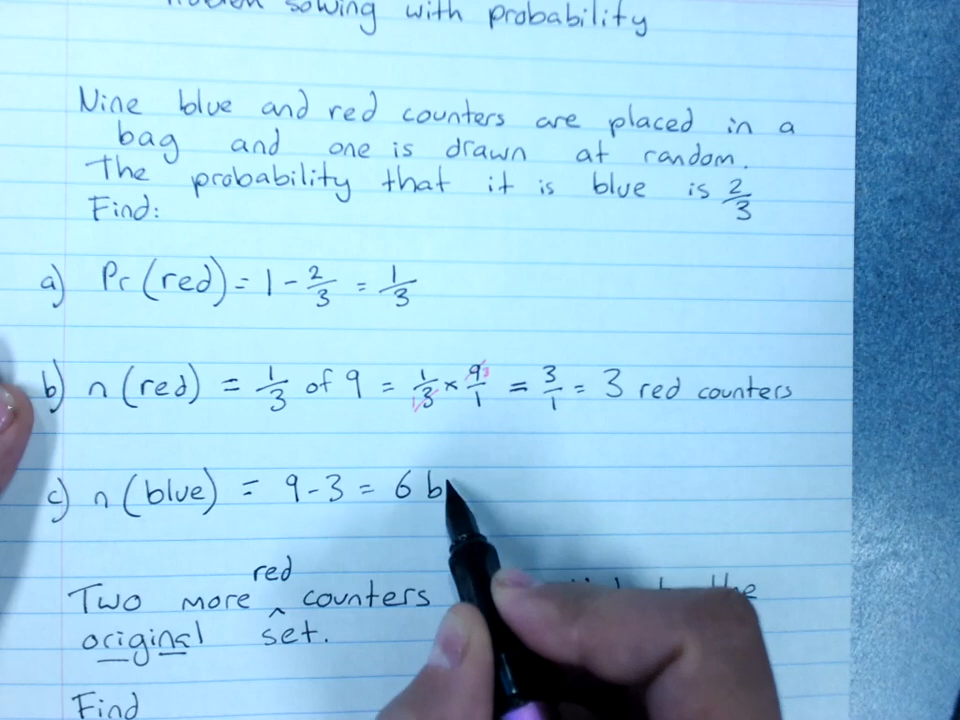 solving with probability
Nine blue and red counters are placed in a
bag and one is drawn at random.
The probability that it is blue is 2/3
Find:
a) Pr (red) = 1 - 2/3 = 1/3
b) n (red) = 1/3 of 9 = 1/3 × 9/1 = 3/1 = 3 red counters
c) n (blue) = 9 - 3 = 6 b
red
Two more ^ counters the
original set.
Find